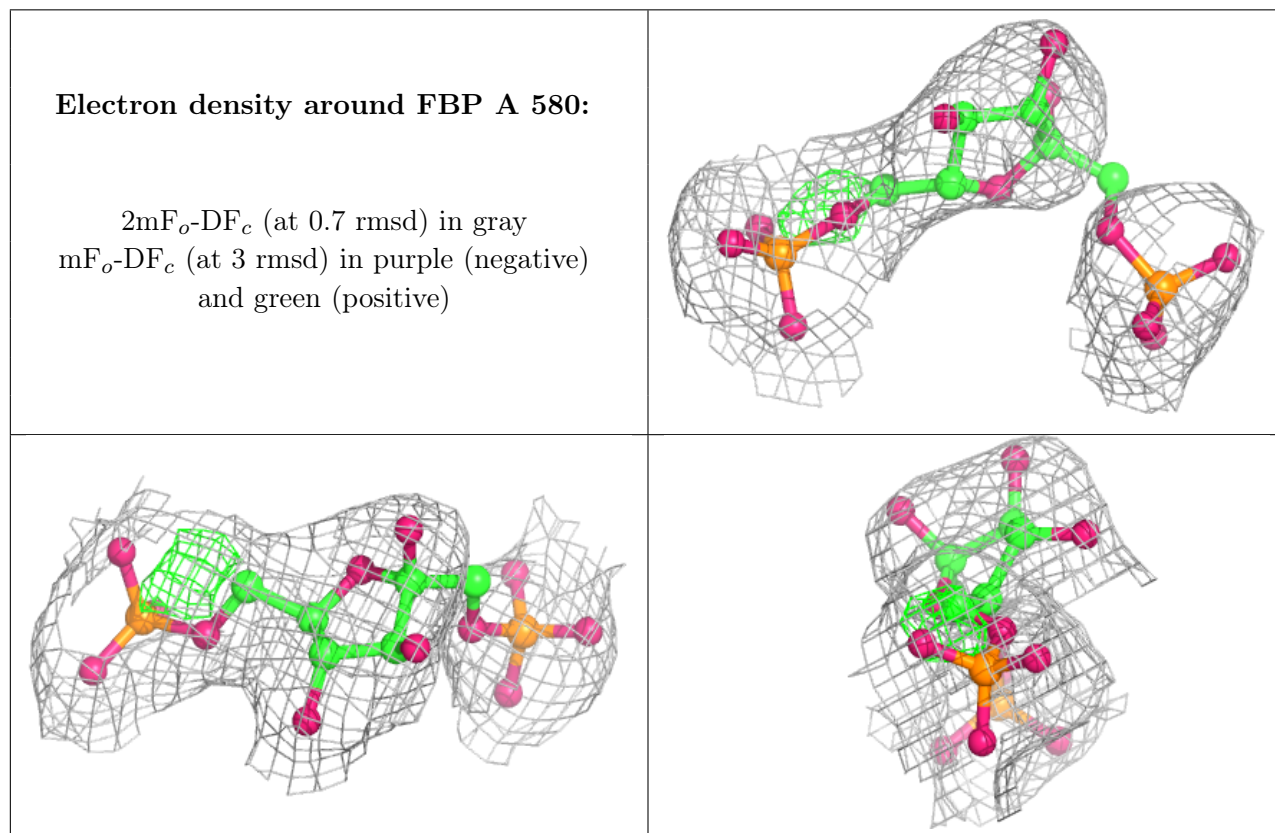 Electron density around FBP A 580:
2mFo-DFc (at 0.7 rmsd) in gray
mFo-DFc (at 3 rmsd) in purple (negative)
and green (positive)